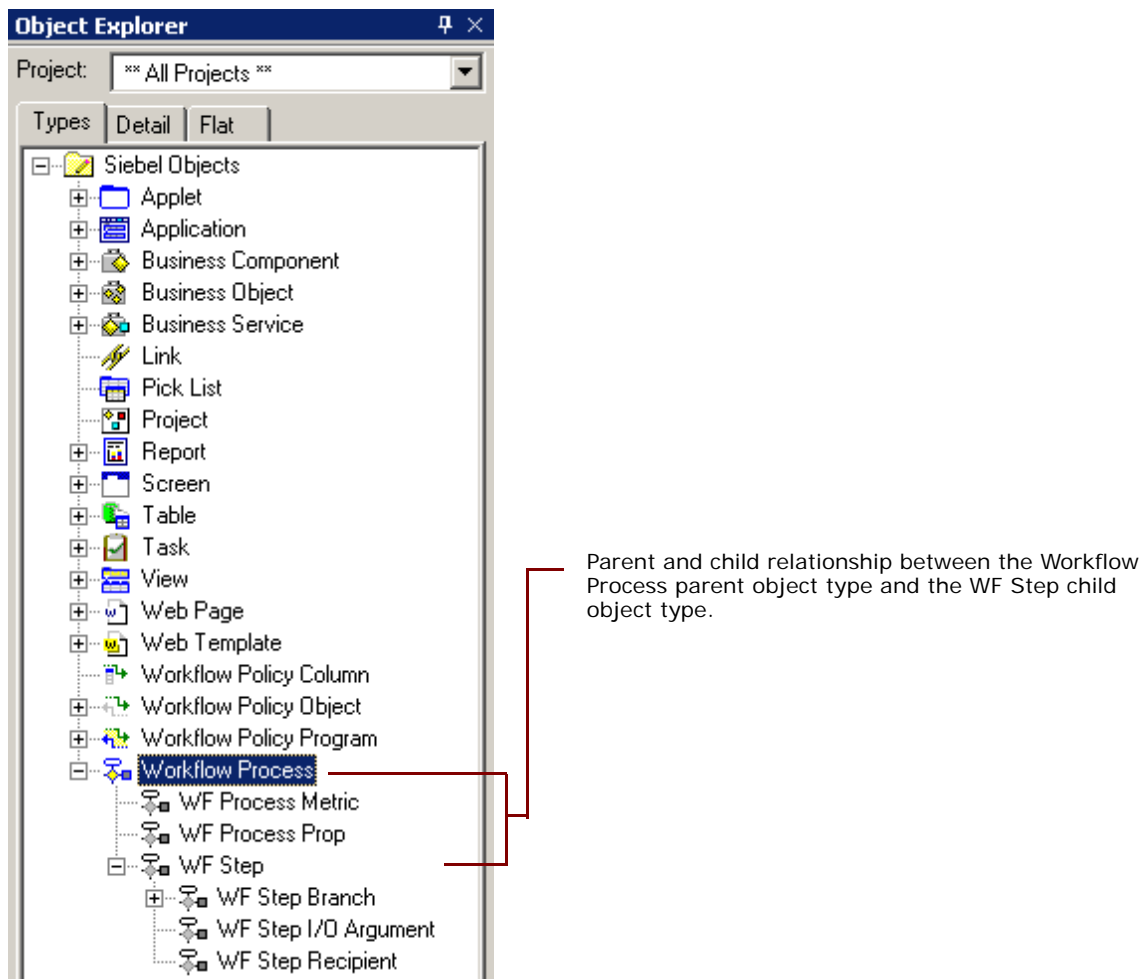 Object Explorer
Project: ** All Projects **
Types Detail Flat
Siebel Objects
Applet
Application
Business Component
Business Object
Business Service
Link
Pick List
Project
Report
Screen
Table
Task
View
Web Page
Web Template
Workflow Policy Column
Workflow Policy Object
Workflow Policy Program
Workflow Process
WF Process Metric
WF Process Prop
WF Step
WF Step Branch
WF Step I/O Argument
WF Step Recipient
Parent and child relationship between the Workflow
Process parent object type and the WF Step child
object type.